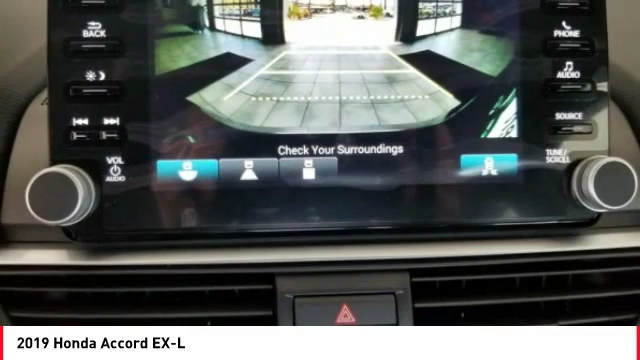 BACK
PHONE
AUDIO
SOURCE
Check Your Surroundings
VOL
AUDIO
TUNE/
SCROLL
2019 Honda Accord EX-L